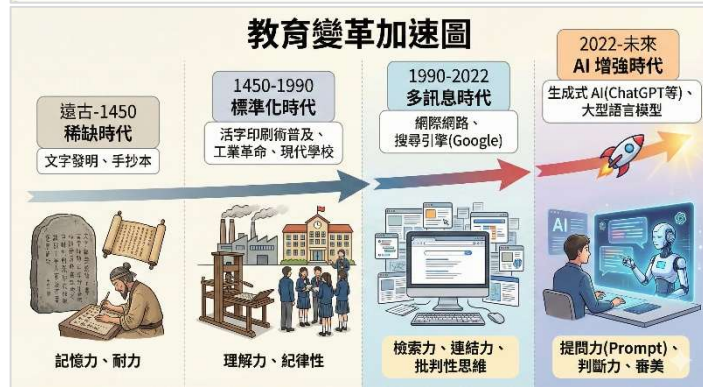 教育變革加速圖
遠古-1450
稀缺時代
文字發明、手抄本
記憶力、耐力
1450-1990
標準化時代
活字印刷術普及、
工業革命、現代學校
理解力、紀律性
1990-2022
多訊息時代
網際網路、
搜尋引擎(Google)
檢索力、連結力、
批判性思維
2022-未來
AI 增強時代
生成式 AI(ChatGPT等)、
大型語言模型
AI
提問力(Prompt)、
判斷力、審美